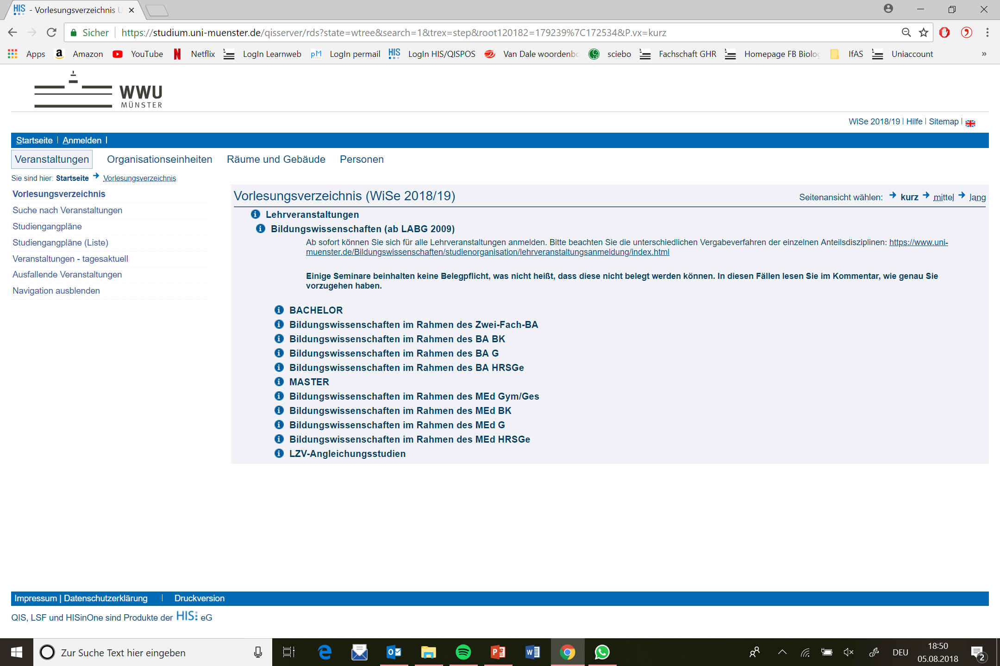 HIS - Vorlesungsverzeichnis U
Sicher https://studium.uni-muenster.de/qisserver/rds?state=wtree&search=1&trex=step&root120182=179239%7C172534&P.vx=kurz
Apps Amazon YouTube Netflix LogIn Learnweb pM LogIn permail HIS LogIn HIS/QISPOS Van Dale woordenbo sciebo Fachschaft GHR Homepage FB Biolog IfAS Uniaccount »
WWU
MÜNSTER
WiSe 2018/19 | Hilfe | Sitemap |
Startseite | Anmelden |
Veranstaltungen Organisationseinheiten Räume und Gebäude Personen
Sie sind hier: Startseite Vorlesungsverzeichnis
Vorlesungsverzeichnis
Suche nach Veranstaltungen
Studiengangpläne
Studiengangpläne (Liste)
Veranstaltungen - tagesaktuell
Ausfallende Veranstaltungen
Navigation ausblenden
Vorlesungsverzeichnis (WiSe 2018/19) Seitenansicht wählen: kurz mittel lang
Lehrveranstaltungen
Bildungswissenschaften (ab LABG 2009)
Ab sofort können Sie sich für alle Lehrveranstaltungen anmelden. Bitte beachten Sie die unterschiedlichen Vergabeverfahren der einzelnen Anteilsdisziplinen: https://www.uni-
muenster.de/Bildungswissenschaften/studienorganisation/lehrveranstaltungsanmeldung/index.html
Einige Seminare beinhalten keine Belegpflicht, was nicht heißt, dass diese nicht belegt werden können. In diesen Fällen lesen Sie im Kommentar, wie genau Sie
vorzugehen haben.
BACHELOR
Bildungswissenschaften im Rahmen des Zwei-Fach-BA
Bildungswissenschaften im Rahmen des BA BK
Bildungswissenschaften im Rahmen des BA G
Bildungswissenschaften im Rahmen des BA HRSGe
MASTER
Bildungswissenschaften im Rahmen des MEd Gym/Ges
Bildungswissenschaften im Rahmen des MEd BK
Bildungswissenschaften im Rahmen des MEd G
Bildungswissenschaften im Rahmen des MEd HRSGe
LZV-Angleichungsstudien
Impressum | Datenschutzerklärung | Druckversion
QIS, LSF und HISinOne sind Produkte der HIS eG
Zur Suche Text hier eingeben
DEU
18:50
05.08.2018
2